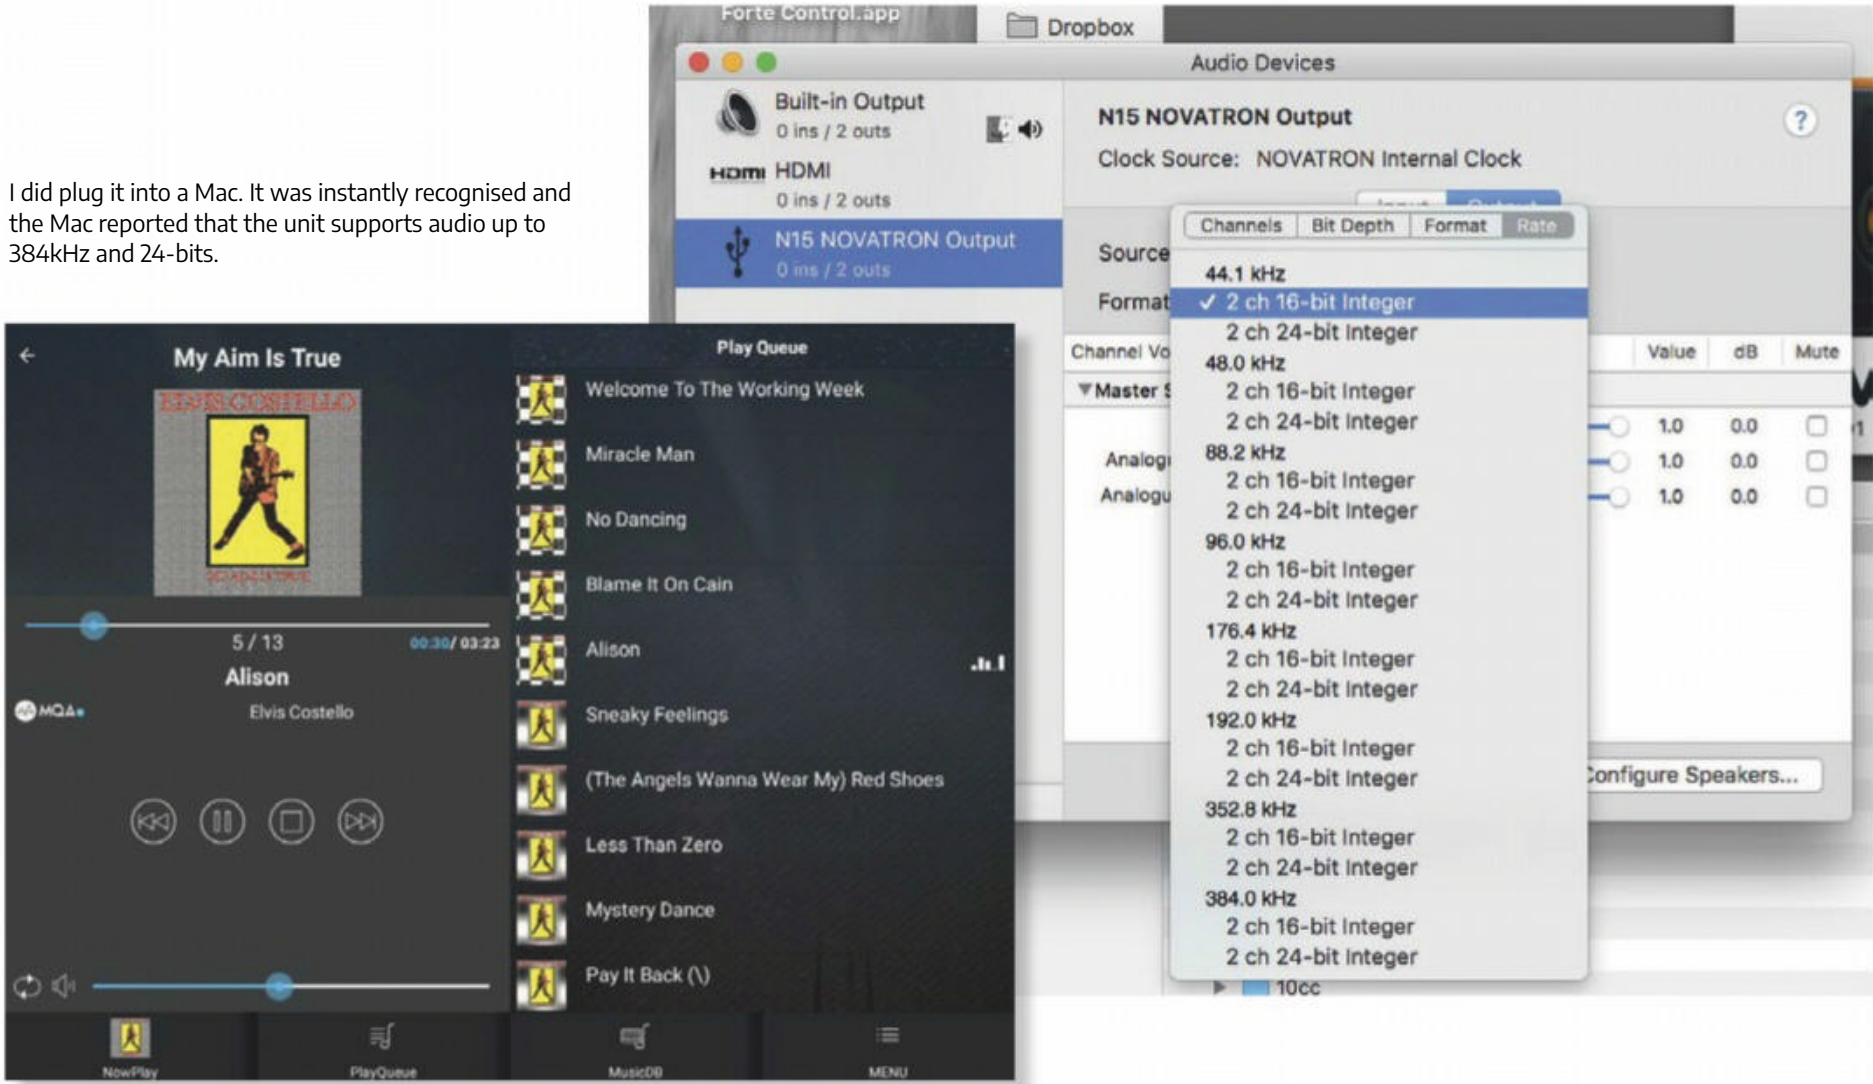 I did plug it into a Mac. It was instantly recognised and
the Mac reported that the unit supports audio up to
384kHz and 24-bits.
Forte Control.app
Dropbox
Audio Devices
Built-in Output
0 ins / 2 outs
HDMI HDMI
0 ins / 2 outs
N15 NOVATRON Output
0 ins / 2 outs
N15 NOVATRON Output
?
Clock Source: NOVATRON Internal Clock
Input Output
Channels Bit Depth Format Rate
Source
Format
44.1 kHz
✓ 2 ch 16-bit Integer
2 ch 24-bit Integer
48.0 kHz
2 ch 16-bit Integer
2 ch 24-bit Integer
88.2 kHz
2 ch 16-bit Integer
2 ch 24-bit Integer
96.0 kHz
2 ch 16-bit Integer
2 ch 24-bit Integer
176.4 kHz
2 ch 16-bit Integer
2 ch 24-bit Integer
192.0 kHz
2 ch 16-bit Integer
2 ch 24-bit Integer
352.8 kHz
2 ch 16-bit Integer
2 ch 24-bit Integer
384.0 kHz
2 ch 16-bit Integer
2 ch 24-bit Integer
Channel Vo
Value dB Mute
Master S
1.0 0.0
Analogu 1.0 0.0
Analogu 1.0 0.0
Configure Speakers...
10cc
My Aim Is True
ELVIS COSTELLO
5 / 13
00:30/ 03:23
Alison
MQA
Elvis Costello
NowPlay
PlayQueue
Play Queue
Welcome To The Working Week
Miracle Man
No Dancing
Blame It On Cain
Alison
Sneaky Feelings
(The Angels Wanna Wear My) Red Shoes
Less Than Zero
Mystery Dance
Pay It Back (\)
MusicDB
MENU